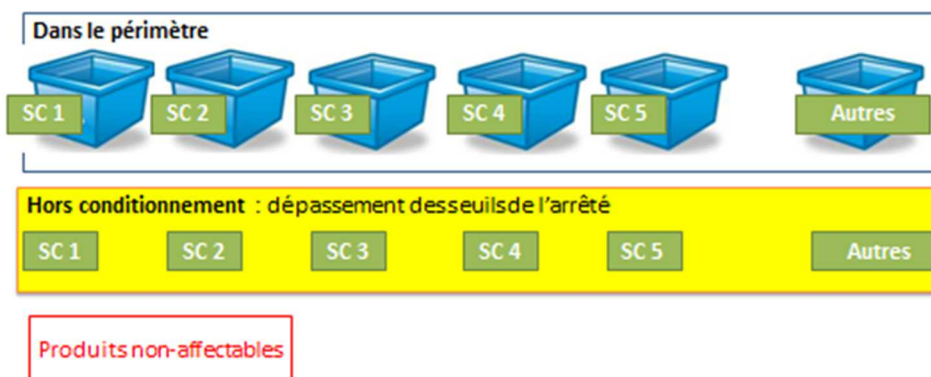 Dans le périmètre
SC 1 SC 2 SC 3 SC 4 SC 5 Autres
Hors conditionnement : dépassement desseuilsde l'arrêté
SC 1 SC 2 SC 3 SC 4 SC 5 Autres
Produits non-affectables